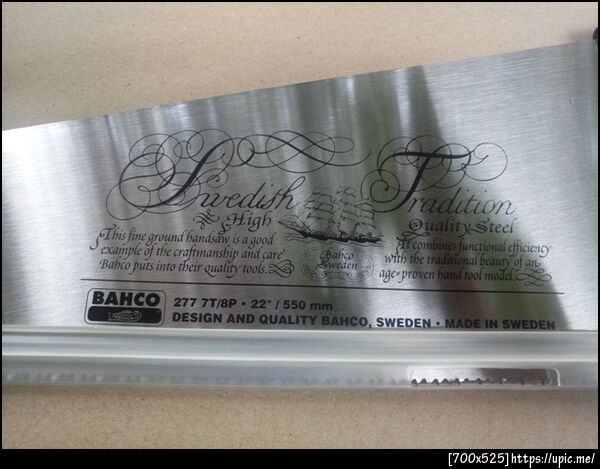 Swedish Tradition
The High Quality Steel
This fine ground handsaw is a good
example of the craftmanship and care
Bahco puts into their quality tools.
Bahco
Sweden
It combines functional efficiency
with the traditional beauty of an
age-proven hand tool model.
BAHCO
277 7T/8P • 22" / 550 mm
DESIGN AND QUALITY BAHCO, SWEDEN • MADE IN SWEDEN
[700x525]https://upic.me/